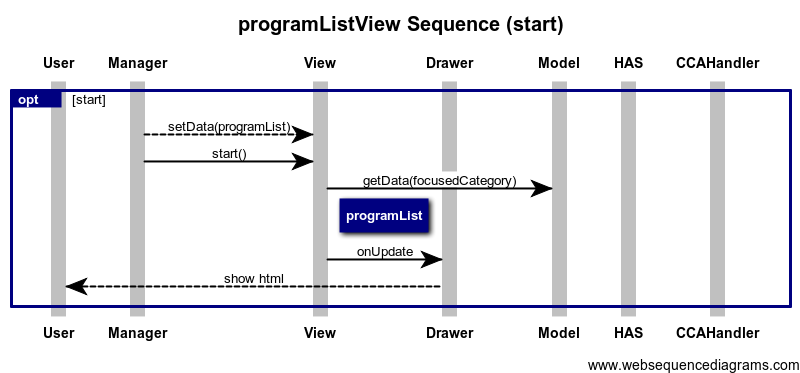 programListView Sequence (start)
User Manager View Drawer Model HAS CCAHandler
opt [start]
setData(programList)
start()
getData(focusedCategory)
programList
onUpdate
show html
User Manager View Drawer Model HAS CCAHandler
www.websequencediagrams.com